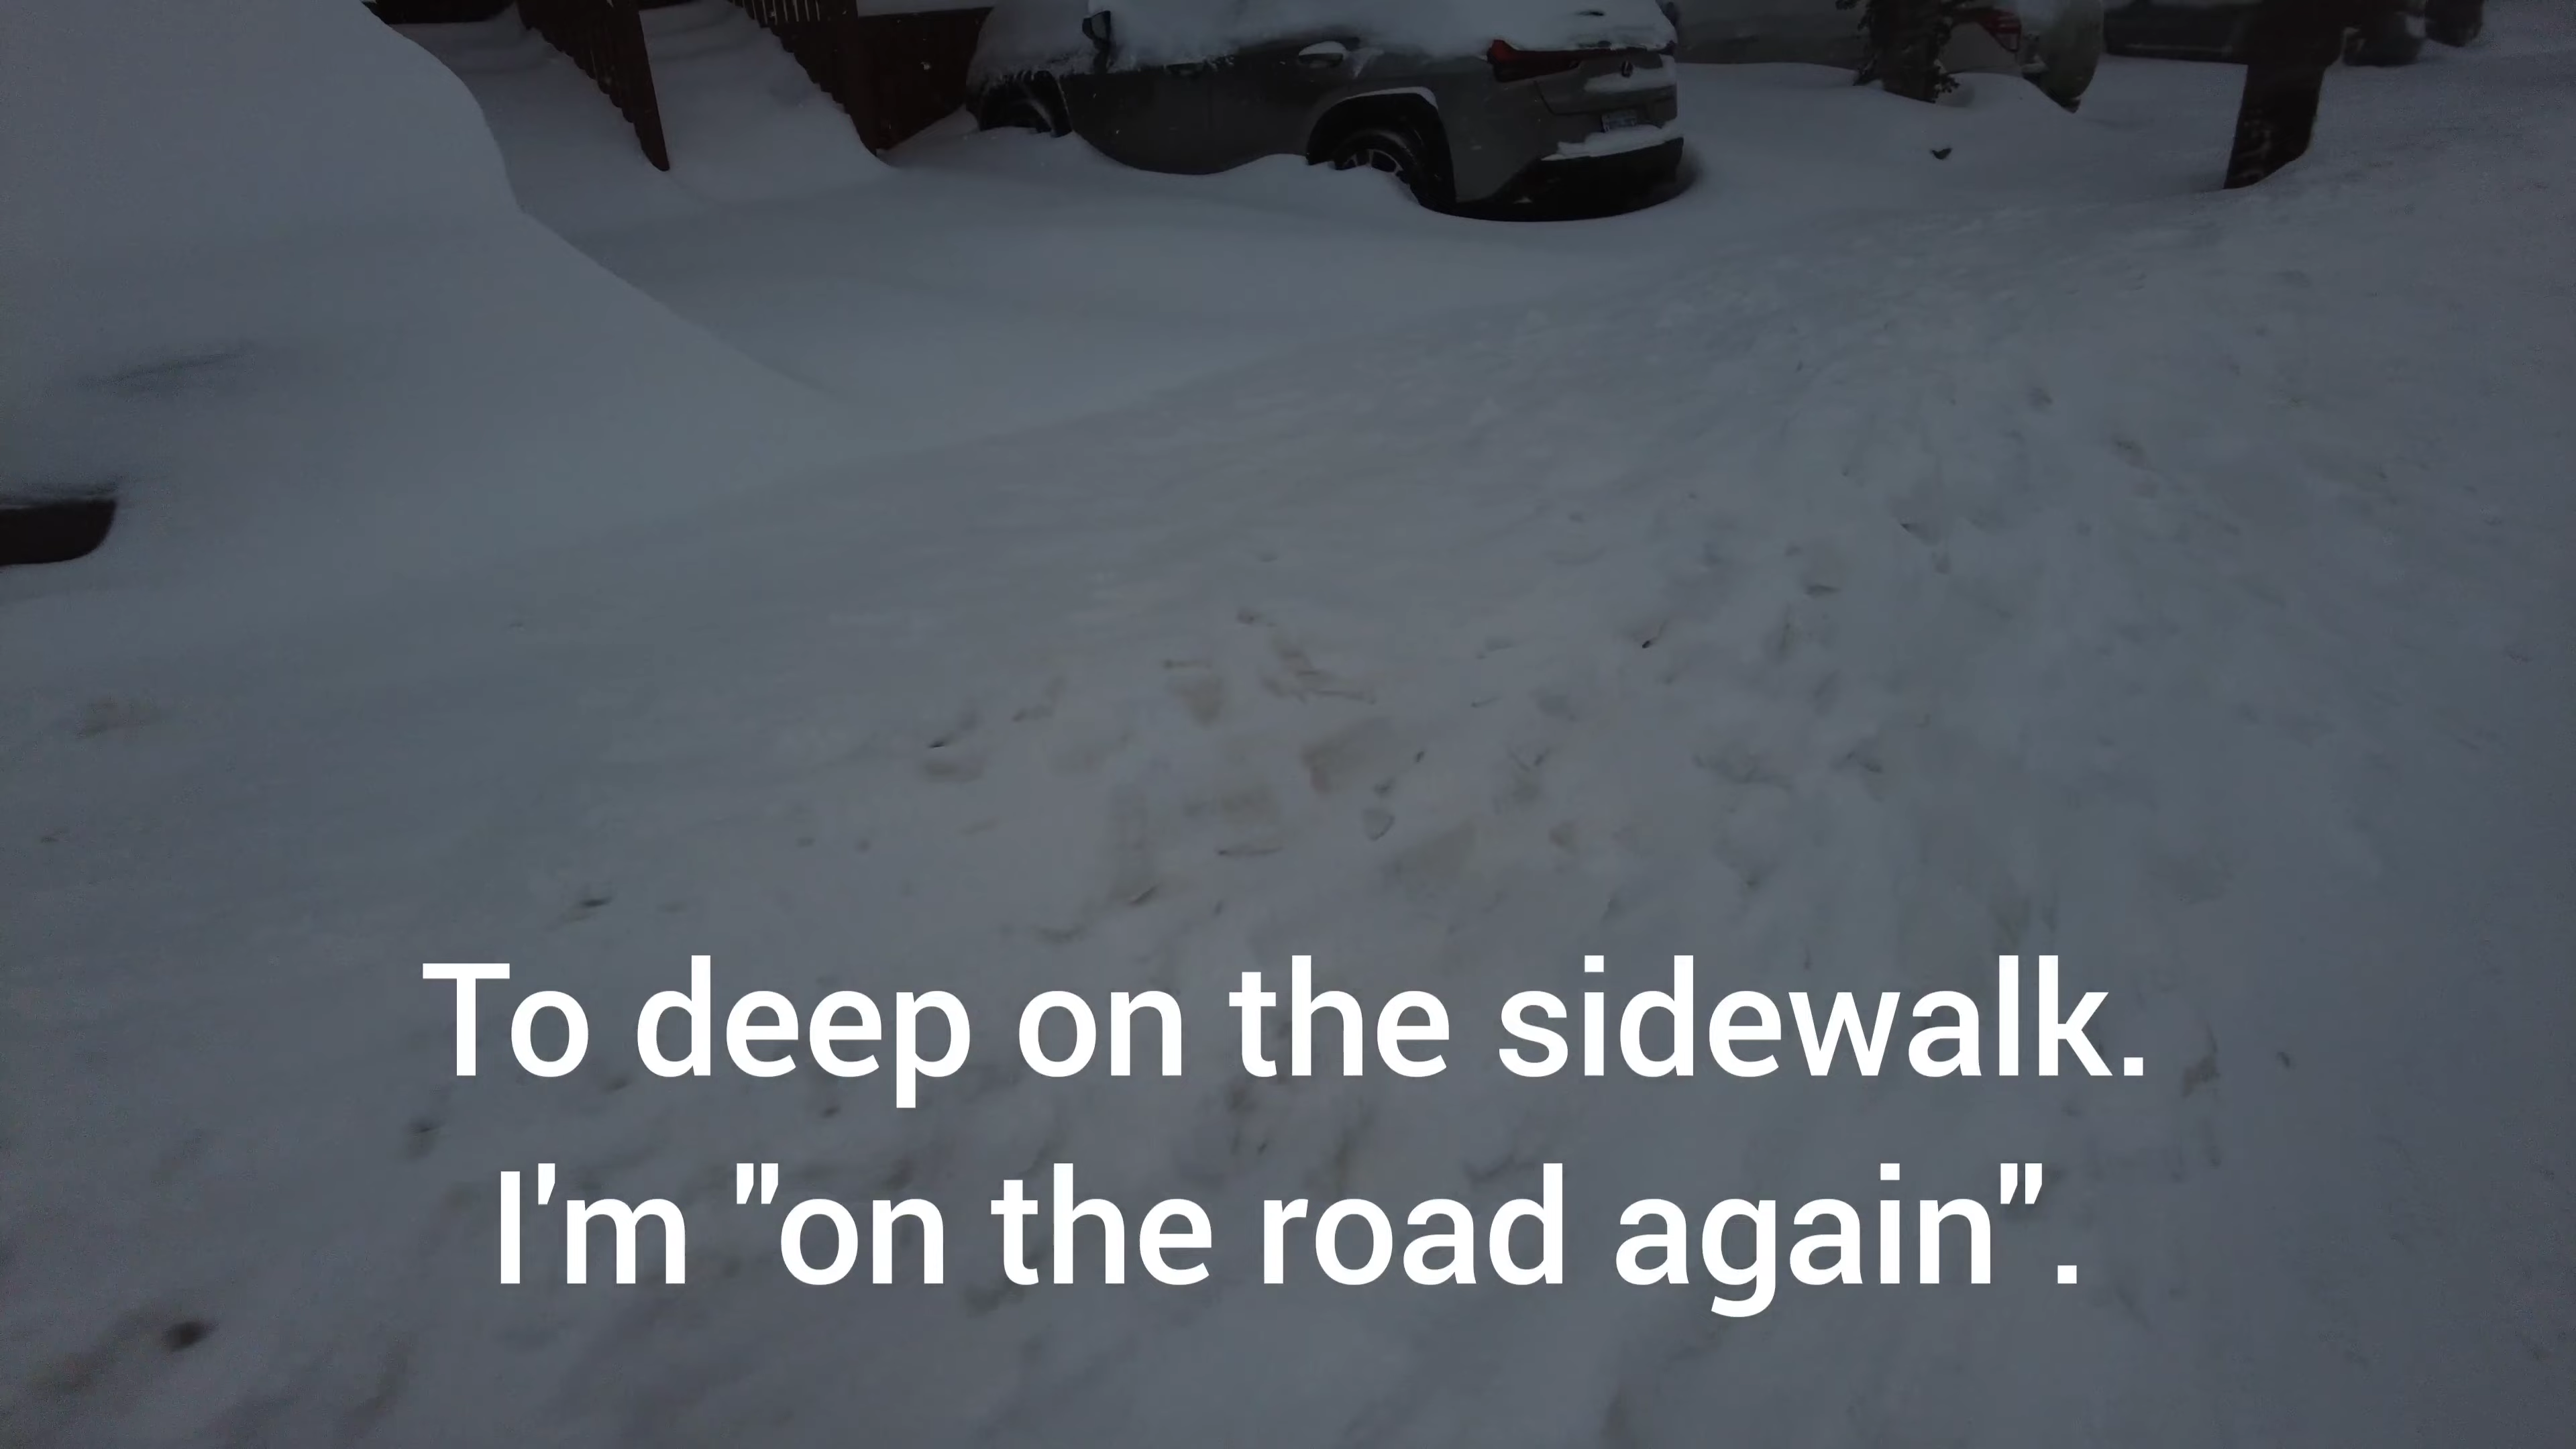 To deep on the sidewalk.
I'm "on the road again".